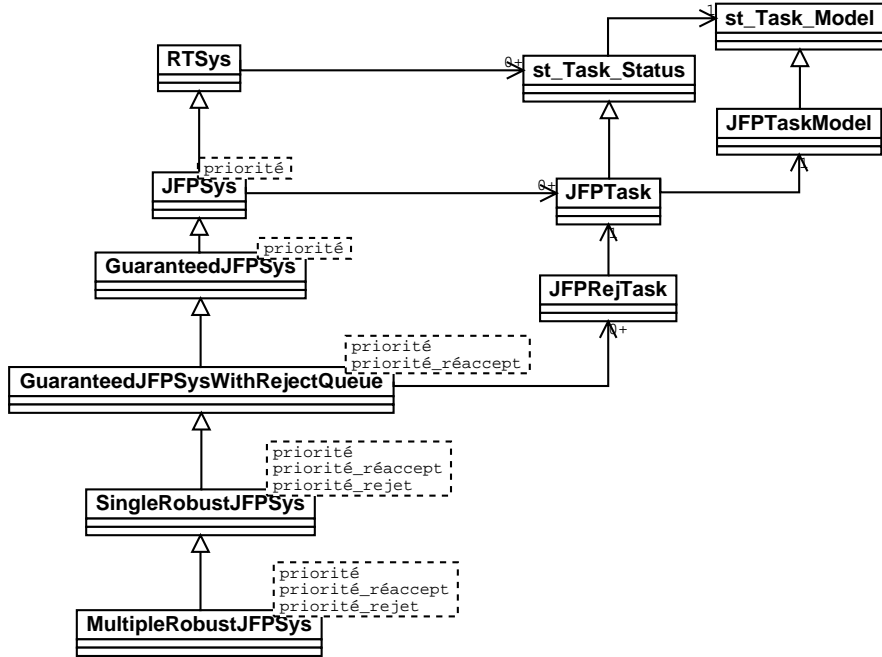 1
st_Task_Model
RTSys
0+
st_Task_Status
JFPTaskModel
1
priorité
JFPSys
0+
JFPTask
priorité
GuaranteedJFPSys
1
JFPRejTask
0+
priorité
priorité_réaccept
GuaranteedJFPSysWithRejectQueue
priorité
priorité_réaccept
priorité_rejet
SingleRobustJFPSys
priorité
priorité_réaccept
priorité_rejet
MultipleRobustJFPSys